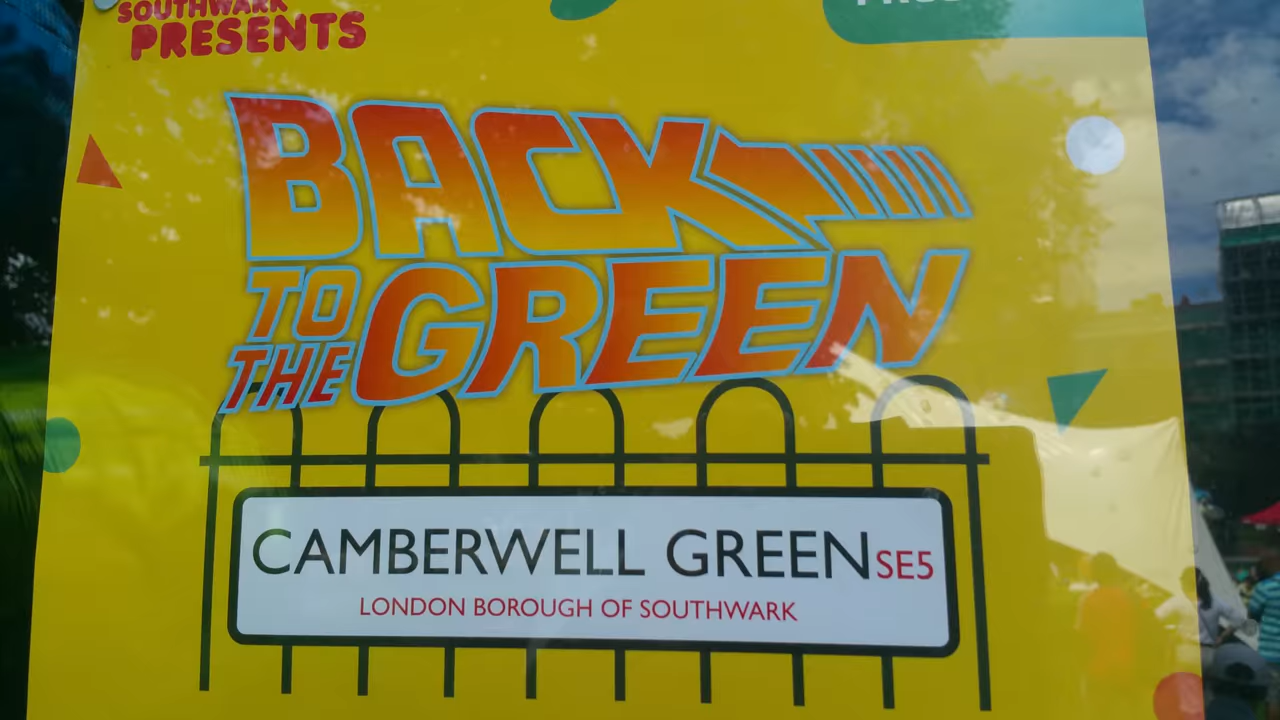 SOUTHWARK
PRESENTS
BACK
TO
THE
GREEN
CAMBERWELL GREEN SE5
LONDON BOROUGH OF SOUTHWARK